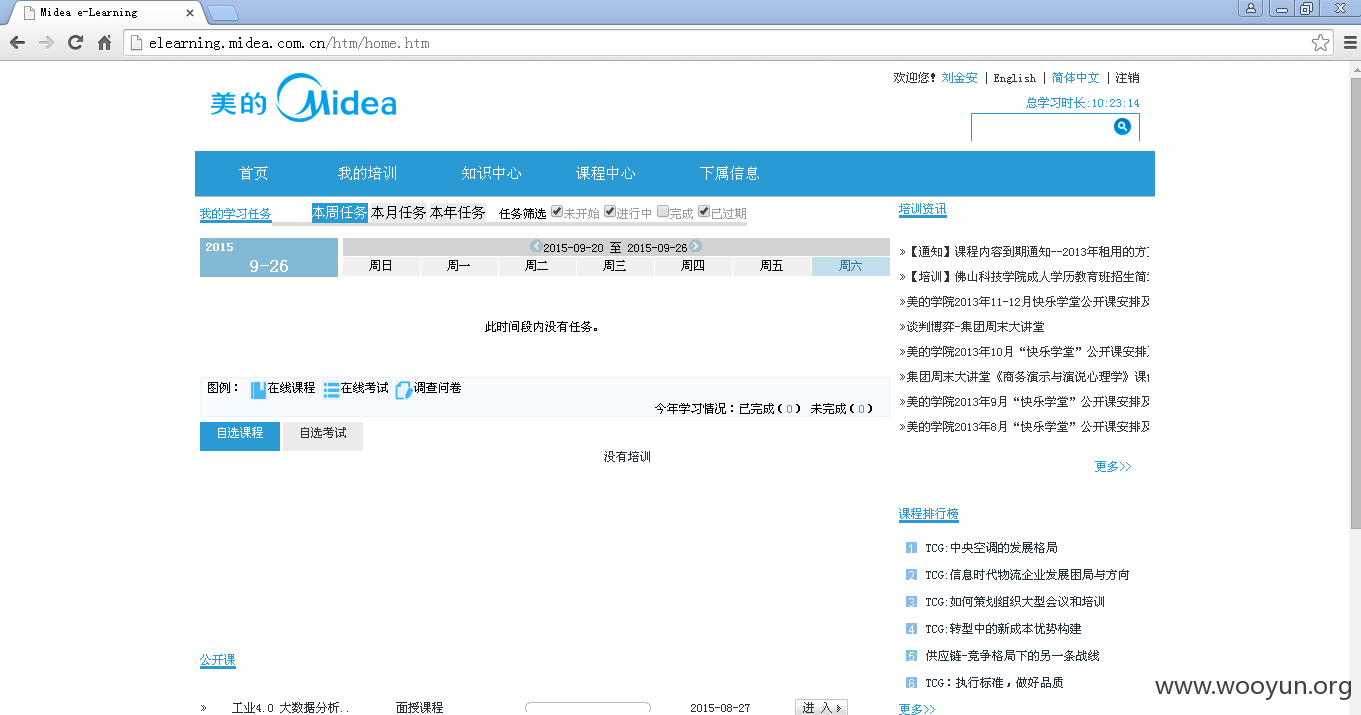 Midea e-Learning
elearning.midea.com.cn/htm/home.htm
美的 Midea
欢迎您! 刘金安 | English | 简体中文 | 注销
总学习时长:10:23:14
首页 我的培训 知识中心 课程中心 下属信息
我的学习任务 本周任务 本月任务 本年任务 任务筛选 未开始 进行中 完成 已过期
2015
9-26
2015-09-20 至 2015-09-26
周日 周一 周二 周三 周四 周五 周六
此时间段内没有任务。
图例： 在线课程 在线考试 调查问卷
今年学习情况：已完成(0) 未完成(0)
自选课程 自选考试
没有培训
公开课
» 工业4.0 大数据分析.. 面授课程 2015-08-27 进 入»
培训资讯
»【通知】课程内容到期通知--2013年租用的方
»【培训】佛山科技学院成人学历教育班招生简
»美的学院2013年11-12月快乐学堂公开课安排及
»谈判博弈-集团周末大讲堂
»美的学院2013年10月“快乐学堂”公开课安排
»集团周末大讲堂《商务演示与演说心理学》课
»美的学院2013年9月“快乐学堂”公开课安排及
»美的学院2013年8月“快乐学堂”公开课安排及
更多>>
课程排行榜
1 TCG:中央空调的发展格局
2 TCG:信息时代物流企业发展困局与方向
3 TCG:如何策划组织大型会议和培训
4 TCG:转型中的新成本优势构建
5 供应链-竞争格局下的另一条战线
6 TCG：执行标准，做好品质
更多>>
www.wooyun.org